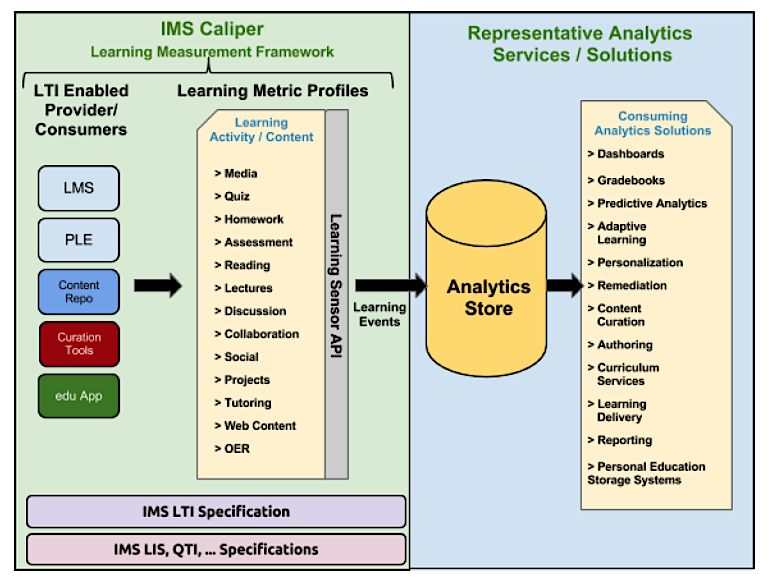 IMS Caliper
Learning Measurement Framework
LTI Enabled
Provider/
Consumers
LMS
PLE
Content
Repo
Curation
Tools
edu App
Learning Metric Profiles
Learning
Activity / Content
> Media
> Quiz
> Homework
> Assessment
> Reading
> Lectures
> Discussion
> Collaboration
> Social
> Projects
> Tutoring
> Web Content
> OER
Learning Sensor API
Learning
Events
IMS LTI Specification
IMS LIS, QTI, ... Specifications
Representative Analytics
Services / Solutions
Analytics
Store
Consuming
Analytics Solutions
> Dashboards
> Gradebooks
> Predictive Analytics
> Adaptive
Learning
> Personalization
> Remediation
> Content
Curation
> Authoring
> Curriculum
Services
> Learning
Delivery
> Reporting
> Personal Education
Storage Systems